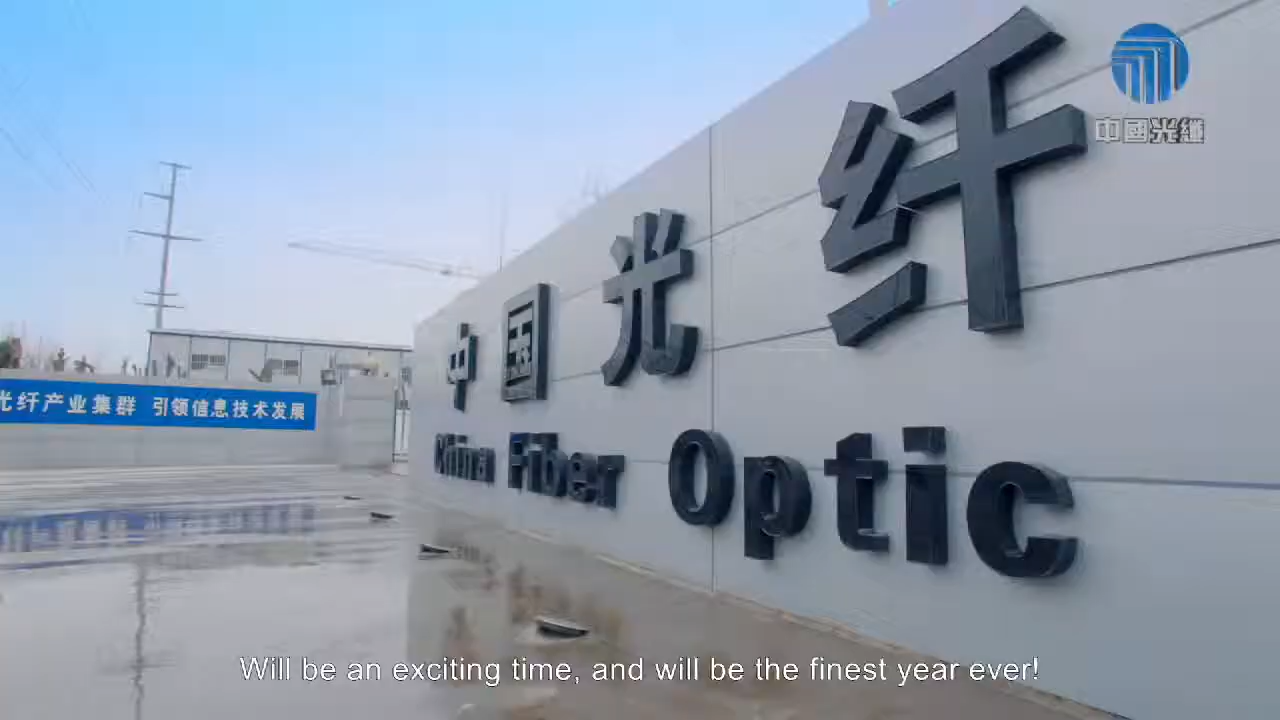 中國光纖
中国光纤
China Fiber Optic
光纤产业集群 引领信息技术发展
Will be an exciting time, and will be the finest year ever!